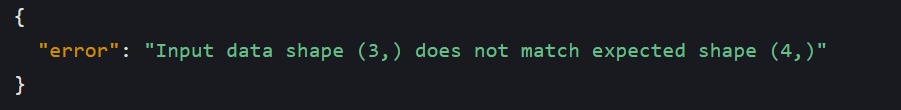 {
"error": "Input data shape (3,) does not match expected shape (4,)"
}